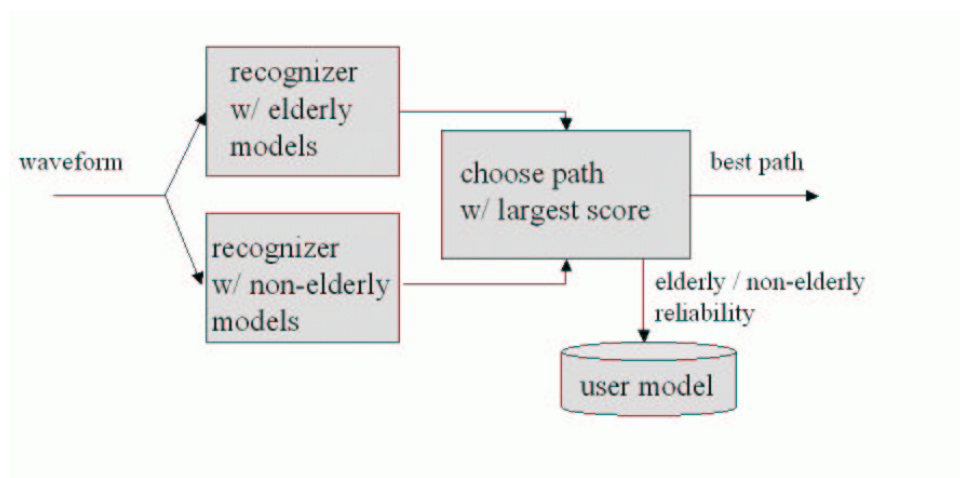 waveform
recognizer
w/ elderly
models
recognizer
w/ non-elderly
models
choose path
w/ largest score
best path
elderly / non-elderly
reliability
user model